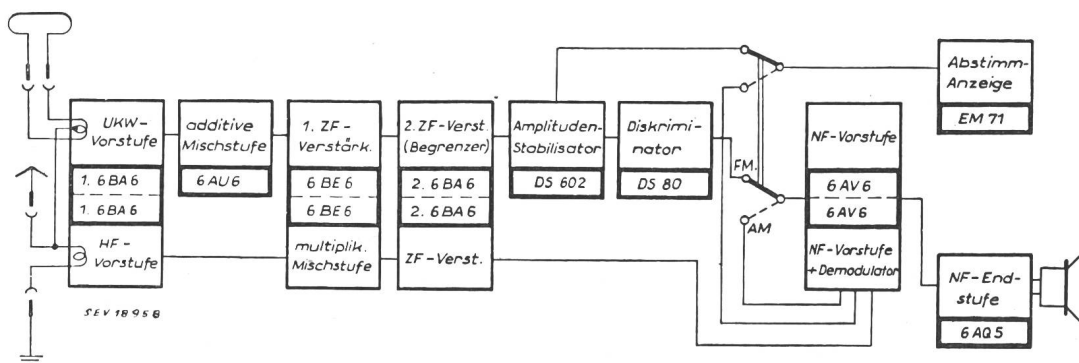 UKW-
Vorstufe
1. 6BA6
1. 6BA6
HF-
Vorstufe
additive
Mischstufe
6AU6
1. ZF-
Verstärk.
6BE6
6BE6
multiplik.
Mischstufe
2. ZF-Verst.
(Begrenzer)
2. 6BA6
2. 6BA6
ZF-Verst.
Amplituden-
Stabilisator
DS 602
Diskrimi-
nator
DS 80
FM
AM
NF-Vorstufe
6AV6
6AV6
NF-Vorstufe
+Demodulator
Abstimm-
Anzeige
EM 71
NF-End-
stufe
6AQ5
SEV 18958